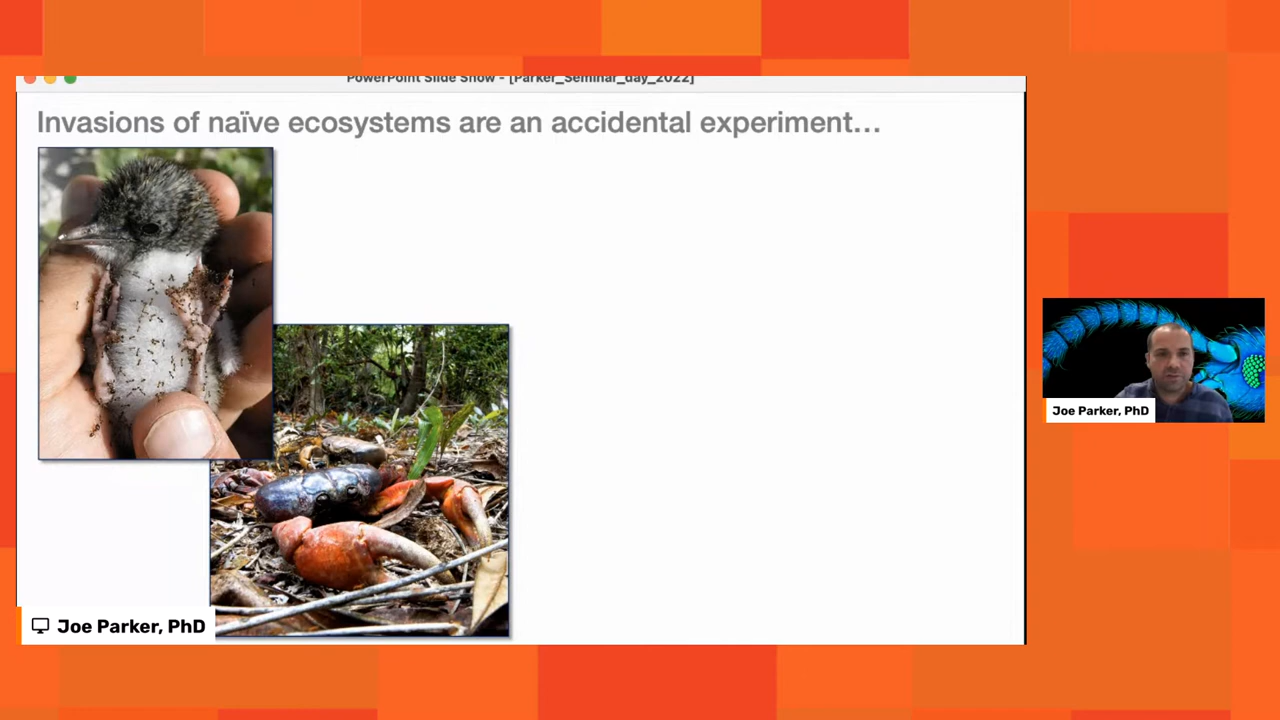 PowerPoint Slide Show - [Parker_Seminar_day_2022]
Invasions of naïve ecosystems are an accidental experiment…
Joe Parker, PhD
Joe Parker, PhD